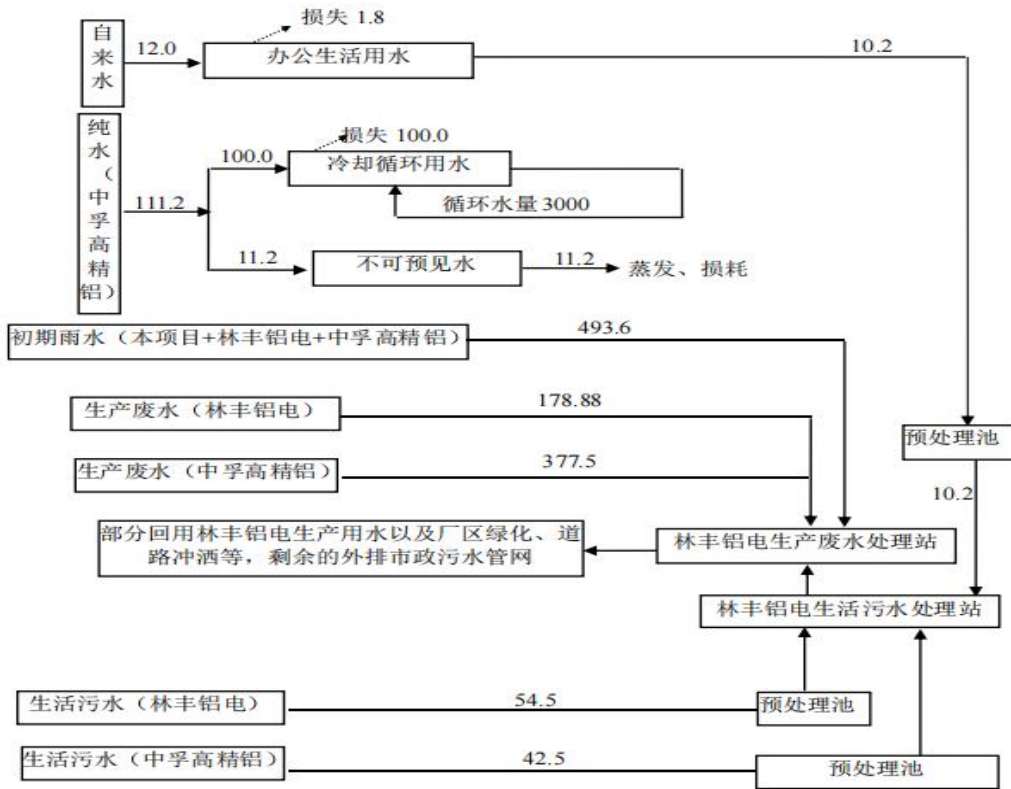 损失 1.8
自来水
12.0
办公生活用水
10.2
纯水（中孚高精铝）
111.2
损失 100.0
100.0
冷却循环用水
循环水量 3000
11.2
不可预见水
11.2
蒸发、损耗
初期雨水（本项目+林丰铝电+中孚高精铝）
493.6
生产废水（林丰铝电）
178.88
预处理池
生产废水（中孚高精铝）
377.5
10.2
部分回用林丰铝电生产用水以及厂区绿化、道
路冲洒等，剩余的外排市政污水管网
林丰铝电生产废水处理站
林丰铝电生活污水处理站
生活污水（林丰铝电）
54.5
预处理池
生活污水（中孚高精铝）
42.5
预处理池